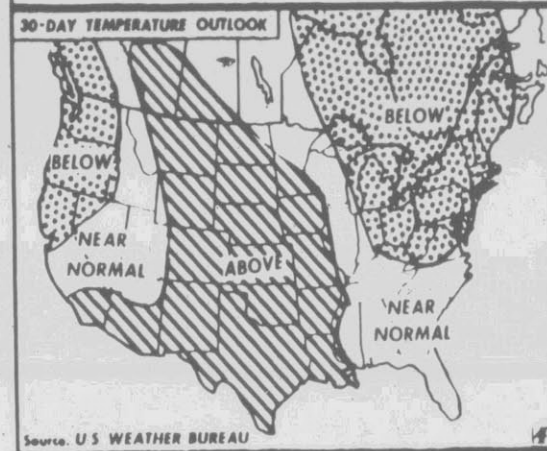 30-DAY TEMPERATURE OUTLOOK
BELOW
BELOW
NEAR
NORMAL
ABOVE
NEAR
NORMAL
Source. U S WEATHER BUREAU